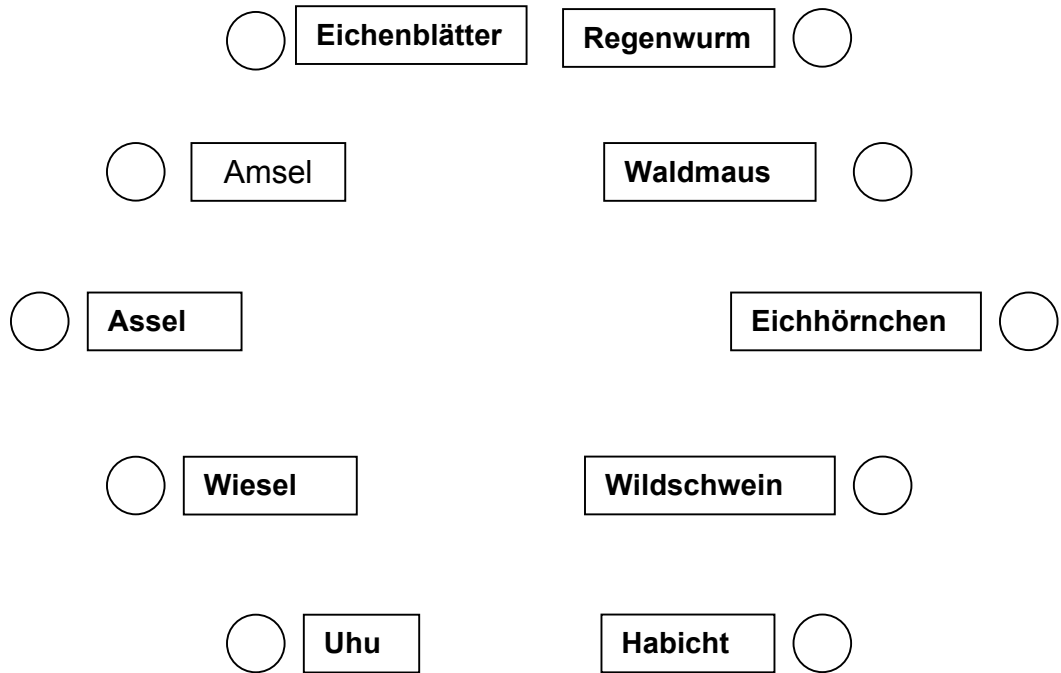 Eichenblätter Regenwurm
Amsel Waldmaus
Assel Eichhörnchen
Wiesel Wildschwein
Uhu Habicht